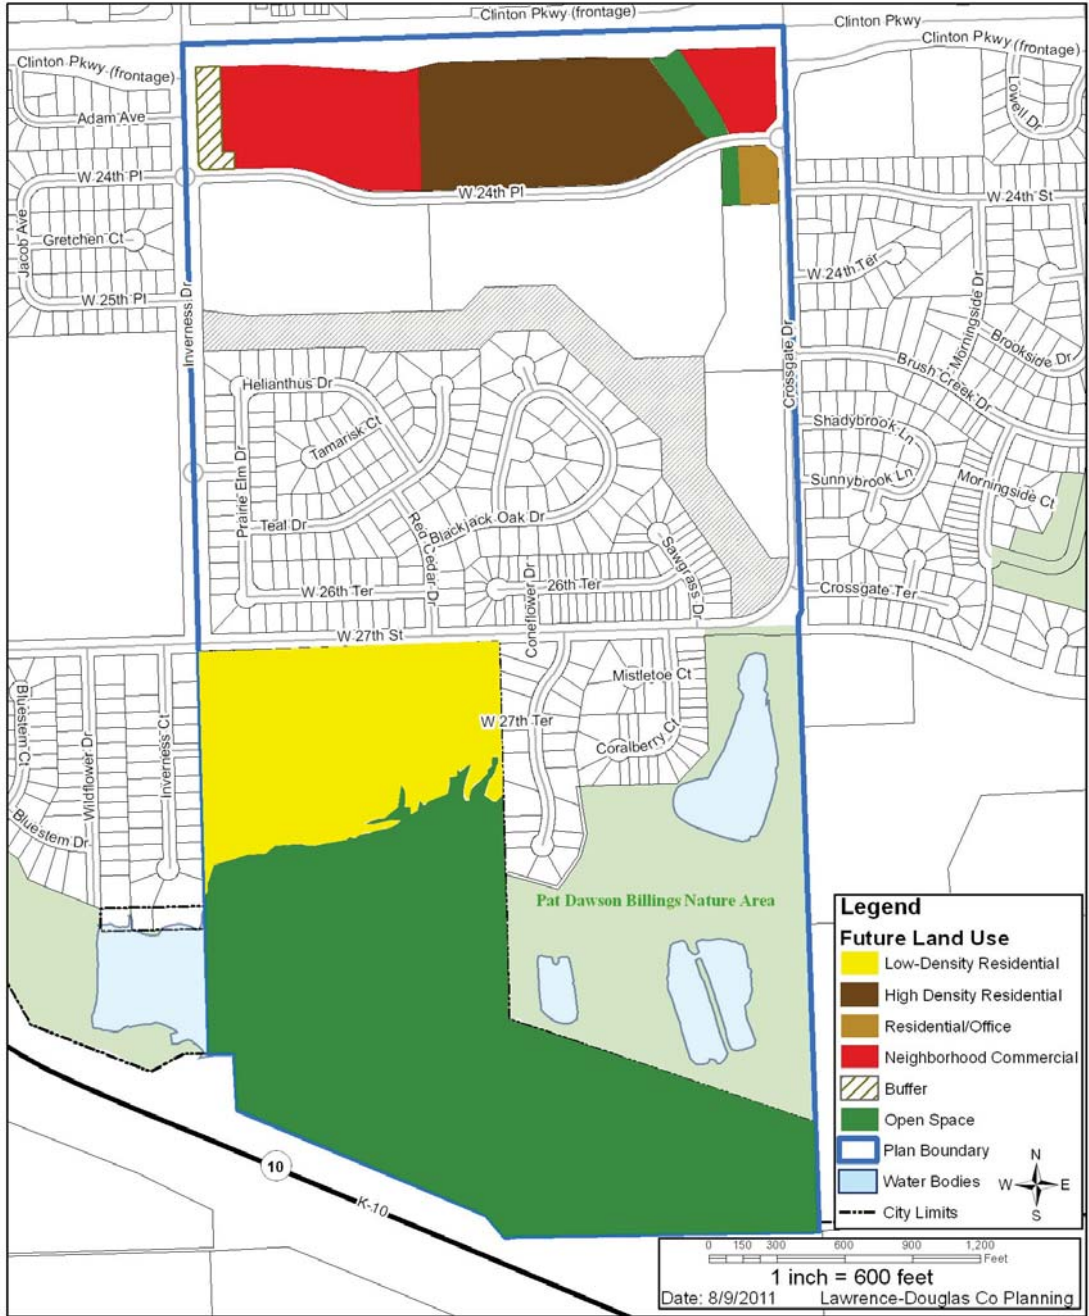 Clinton Pkwy (frontage)
Clinton Pkwy
Clinton Pkwy (frontage)
Clinton Pkwy (frontage)
Lowell Dr
Adam Ave
W 24th Pl
W 24th Pl
W 24th St
Jacob Ave
Gretchen Ct
W 24th Ter
W 25th Pl
Inverness Dr
Crossgate Dr
Morningside Dr
Brookside Dr
Brush Creek Dr
Helianthus Dr
Tamarisk Ct
Prairie Elm Dr
Teal Dr
Red Cedar Dr
Blackjack Oak Dr
Shadybrook Ln
Sunnybrook Ln
Morningside Ct
Sawgrass Dr
W 26th Ter
Coneflower Dr
26th Ter
Crossgate Ter
W 27th St
Bluestem Ct
Wildflower Dr
Inverness Ct
Mistletoe Ct
W 27th Ter
Coralberry Ct
Bluestem Dr
Pat Dawson Billings Nature Area
Legend
Future Land Use
Low-Density Residential
High Density Residential
Residential/Office
Neighborhood Commercial
Buffer
Open Space
Plan Boundary
Water Bodies
City Limits
N
W E
S
10
K-10
0 150 300 600 900 1,200
Feet
1 inch = 600 feet
Date: 8/9/2011 Lawrence-Douglas Co Planning